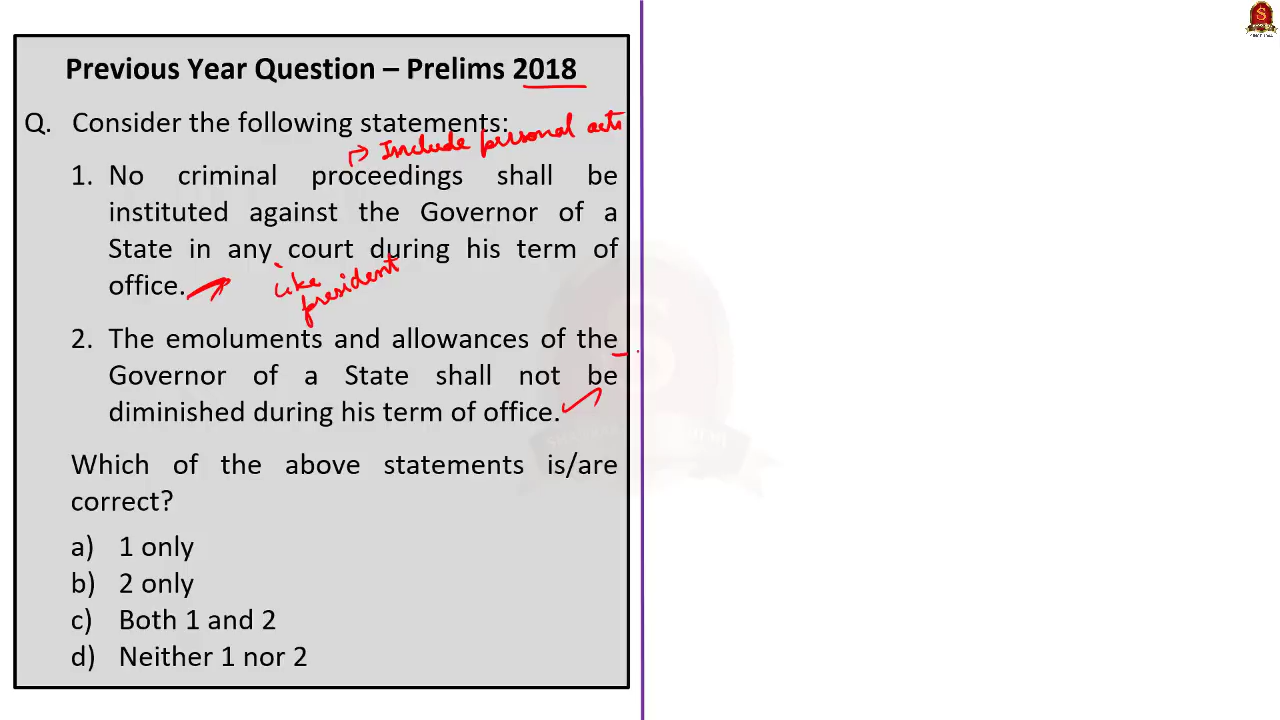 Previous Year Question – Prelims 2018
Q. Consider the following statements:
Include personal acts
1. No criminal proceedings shall be
instituted against the Governor of a
State in any court during his term of
office.
like
president
2. The emoluments and allowances of the
Governor of a State shall not be
diminished during his term of office.
Which of the above statements is/are
correct?
a) 1 only
b) 2 only
c) Both 1 and 2
d) Neither 1 nor 2